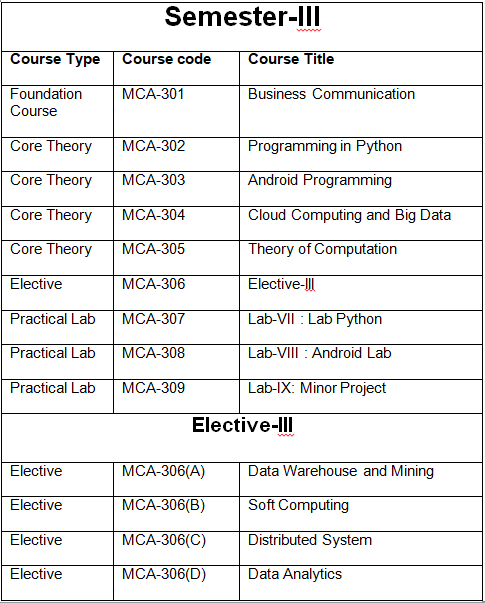 Semester-III
Course Type Course code Course Title
Foundation Course MCA-301 Business Communication
Core Theory MCA-302 Programming in Python
Core Theory MCA-303 Android Programming
Core Theory MCA-304 Cloud Computing and Big Data
Core Theory MCA-305 Theory of Computation
Elective MCA-306 Elective-III
Practical Lab MCA-307 Lab-VII : Lab Python
Practical Lab MCA-308 Lab-VIII : Android Lab
Practical Lab MCA-309 Lab-IX: Minor Project
Elective-III
Elective MCA-306(A) Data Warehouse and Mining
Elective MCA-306(B) Soft Computing
Elective MCA-306(C) Distributed System
Elective MCA-306(D) Data Analytics